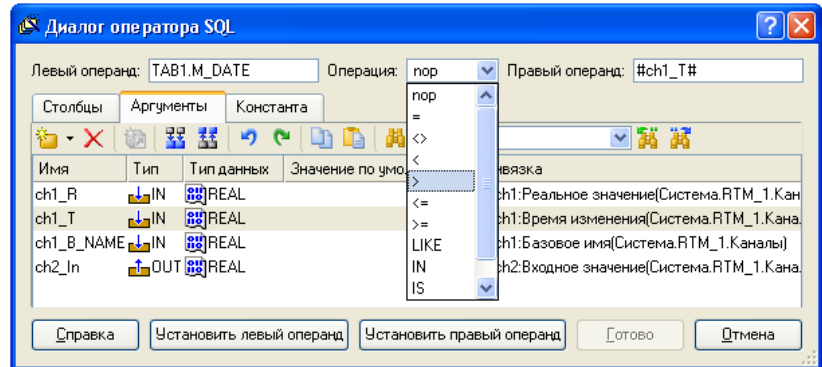 Диалог оператора SQL
Левый операнд: TAB1.M_DATE Операция: nop Правый операнд: #ch1_T#
Столбцы Аргументы Константа
nop
=
<>
<
>
<=
>=
LIKE
IN
IS
Имя Тип Тип данных Значение по умо. ивязка
ch1_R IN REAL ch1:Реальное значение(Система.RTM_1.Кан
ch1_T IN REAL ch1:Время изменения(Система.RTM_1.Кана.
ch1_B_NAME IN REAL ch1:Базовое имя(Система.RTM_1.Каналы)
ch2_In OUT REAL ch2:Входное значение(Система.RTM_1.Кана.
Справка Установить левый операнд Установить правый операнд Готово Отмена